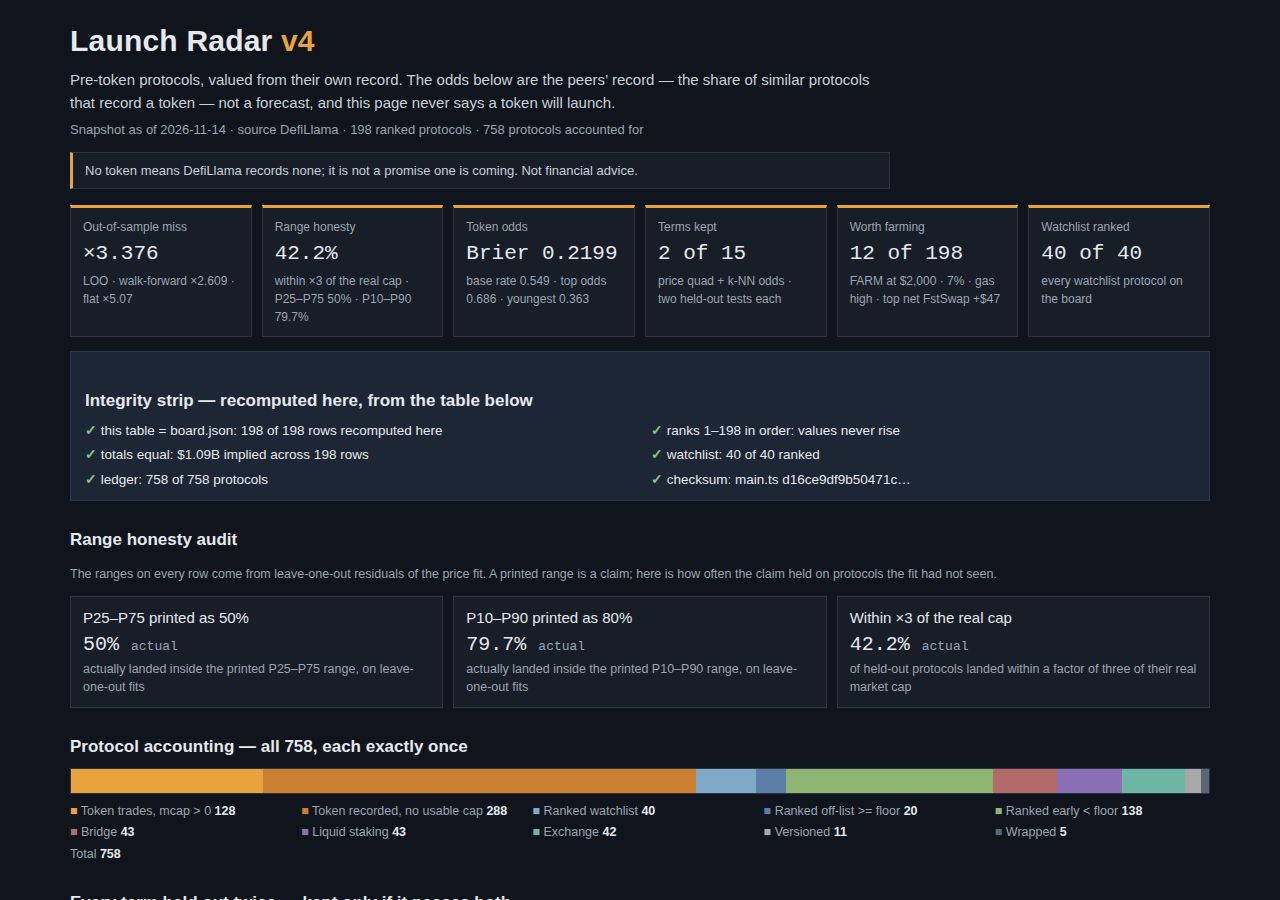 Launch Radar v4
Pre-token protocols, valued from their own record. The odds below are the peers’ record — the share of similar protocols
that record a token — not a forecast, and this page never says a token will launch.
Snapshot as of 2026-11-14 · source DefiLlama · 198 ranked protocols · 758 protocols accounted for
No token means DefiLlama records none; it is not a promise one is coming. Not financial advice.
Out-of-sample miss
×3.376
LOO · walk-forward ×2.609 ·
flat ×5.07
Range honesty
42.2%
within ×3 of the real cap ·
P25–P75 50% · P10–P90
79.7%
Token odds
Brier 0.2199
base rate 0.549 · top odds
0.686 · youngest 0.363
Terms kept
2 of 15
price quad + k-NN odds ·
two held-out tests each
Worth farming
12 of 198
FARM at $2,000 · 7% · gas
high · top net FstSwap +$47
Watchlist ranked
40 of 40
every watchlist protocol on
the board
Integrity strip — recomputed here, from the table below
✓ this table = board.json: 198 of 198 rows recomputed here
✓ ranks 1–198 in order: values never rise
✓ totals equal: $1.09B implied across 198 rows
✓ watchlist: 40 of 40 ranked
✓ ledger: 758 of 758 protocols
✓ checksum: main.ts d16ce9df9b50471c…
Range honesty audit
The ranges on every row come from leave-one-out residuals of the price fit. A printed range is a claim; here is how often the claim held on protocols the fit had not seen.
P25–P75 printed as 50%
50% actual
actually landed inside the printed P25–P75 range, on leave-
one-out fits
P10–P90 printed as 80%
79.7% actual
actually landed inside the printed P10–P90 range, on leave-
one-out fits
Within ×3 of the real cap
42.2% actual
of held-out protocols landed within a factor of three of their real
market cap
Protocol accounting — all 758, each exactly once
Token trades, mcap > 0 128
Token recorded, no usable cap 288
Ranked watchlist 40
Ranked off-list >= floor 20
Ranked early < floor 138
Bridge 43
Liquid staking 43
Exchange 42
Versioned 11
Wrapped 5
Total 758
Every term held out twice — kept only if it passes both